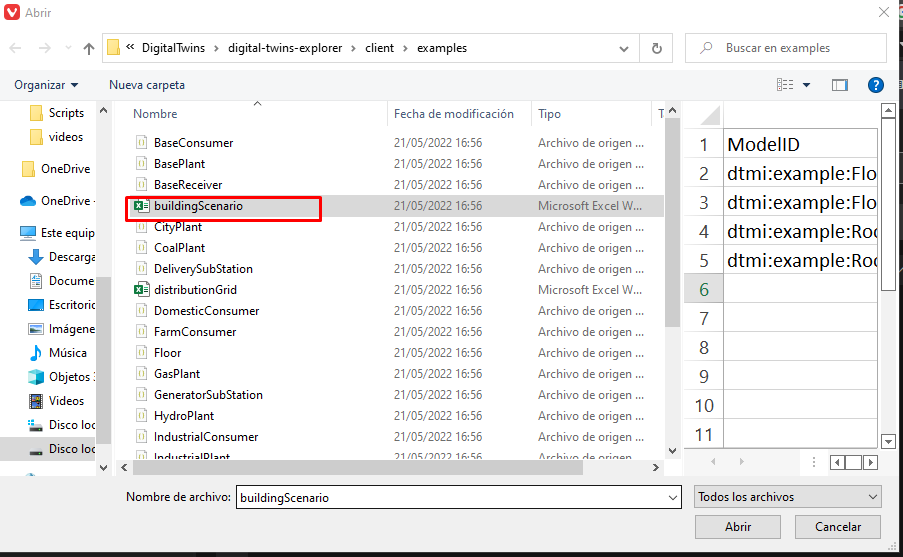 Abrir
« DigitalTwins › digital-twins-explorer › client › examples
Buscar en examples
Organizar
Nueva carpeta
Scripts
videos
OneDrive
OneDrive -
Este equip
Descarga
Docume
Escritorio
Imágene
Música
Objetos 3
Videos
Disco loc
Disco loc
Nombre Fecha de modificación Tipo T
BaseConsumer 21/05/2022 16:56 Archivo de origen ...
BasePlant 21/05/2022 16:56 Archivo de origen ...
BaseReceiver 21/05/2022 16:56 Archivo de origen ...
buildingScenario 21/05/2022 16:56 Microsoft Excel W...
CityPlant 21/05/2022 16:56 Archivo de origen ...
CoalPlant 21/05/2022 16:56 Archivo de origen ...
DeliverySubStation 21/05/2022 16:56 Archivo de origen ...
distributionGrid 21/05/2022 16:56 Microsoft Excel W...
DomesticConsumer 21/05/2022 16:56 Archivo de origen ...
FarmConsumer 21/05/2022 16:56 Archivo de origen ...
Floor 21/05/2022 16:56 Archivo de origen ...
GasPlant 21/05/2022 16:56 Archivo de origen ...
GeneratorSubStation 21/05/2022 16:56 Archivo de origen ...
HydroPlant 21/05/2022 16:56 Archivo de origen ...
IndustrialConsumer 21/05/2022 16:56 Archivo de origen ...
IndustrialPlant 21/05/2022 16:56 Archivo de origen ...
1 ModelID
2 dtmi:example:Flo
3 dtmi:example:Flo
4 dtmi:example:Roo
5 dtmi:example:Roo
6
7
8
9
10
11
Nombre de archivo: buildingScenario
Todos los archivos
Abrir
Cancelar